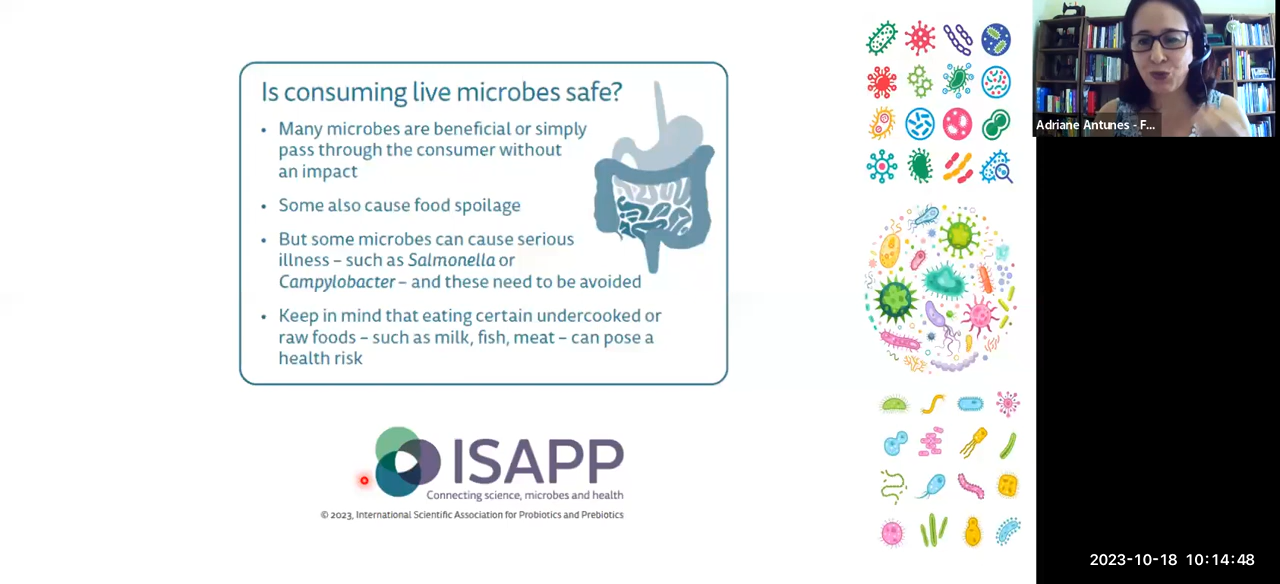 Is consuming live microbes safe?
• Many microbes are beneficial or simply
pass through the consumer without
an impact
• Some also cause food spoilage
• But some microbes can cause serious
illness – such as Salmonella or
Campylobacter – and these need to be avoided
• Keep in mind that eating certain undercooked or
raw foods – such as milk, fish, meat – can pose a
health risk
ISAPP
Connecting science, microbes and health
© 2023, International Scientific Association for Probiotics and Prebiotics
Adriane Antunes - F...
2023-10-18 10:14:48